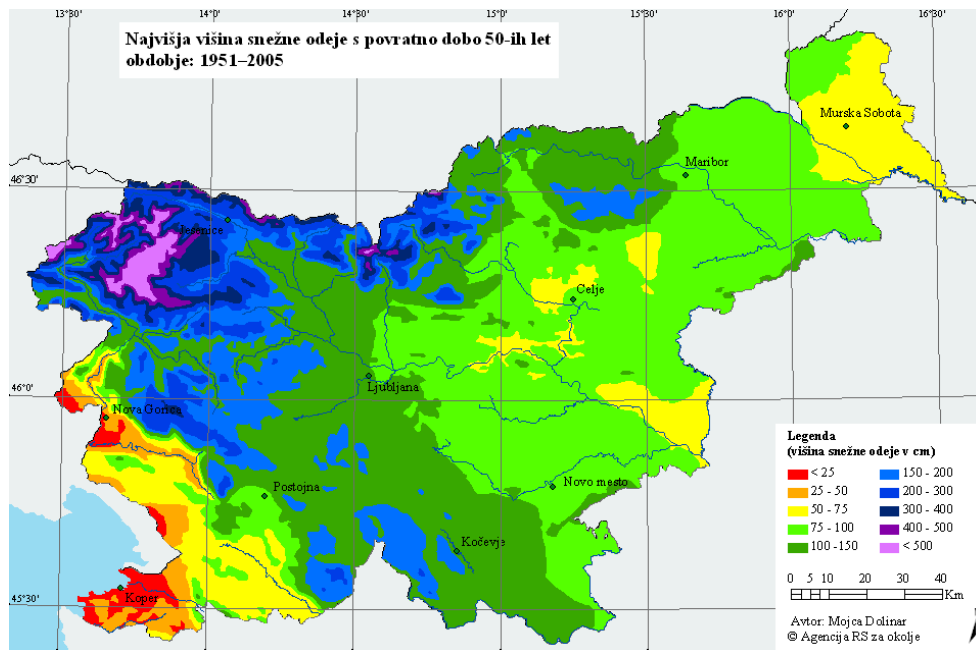 13°30' 14°0' 14°30' 15°0' 15°30' 16°0' 16°30'
Najvišja višina snežne odeje s povratno dobo 50-ih let
obdobje: 1951–2005
Murska Sobota
Maribor
46°30'
Jesenice
Celje
46°0'
Ljubljana
Nova Gorica
Postojna
Novo mesto
Kočevje
45°30'
Koper
Legenda
(višina snežne odeje v cm)
< 25 150 - 200
25 - 50 200 - 300
50 - 75 300 - 400
75 - 100 400 - 500
100 -150 < 500
0 5 10 20 30 40
Km
Avtor: Mojca Dolinar
© Agencija RS za okolje